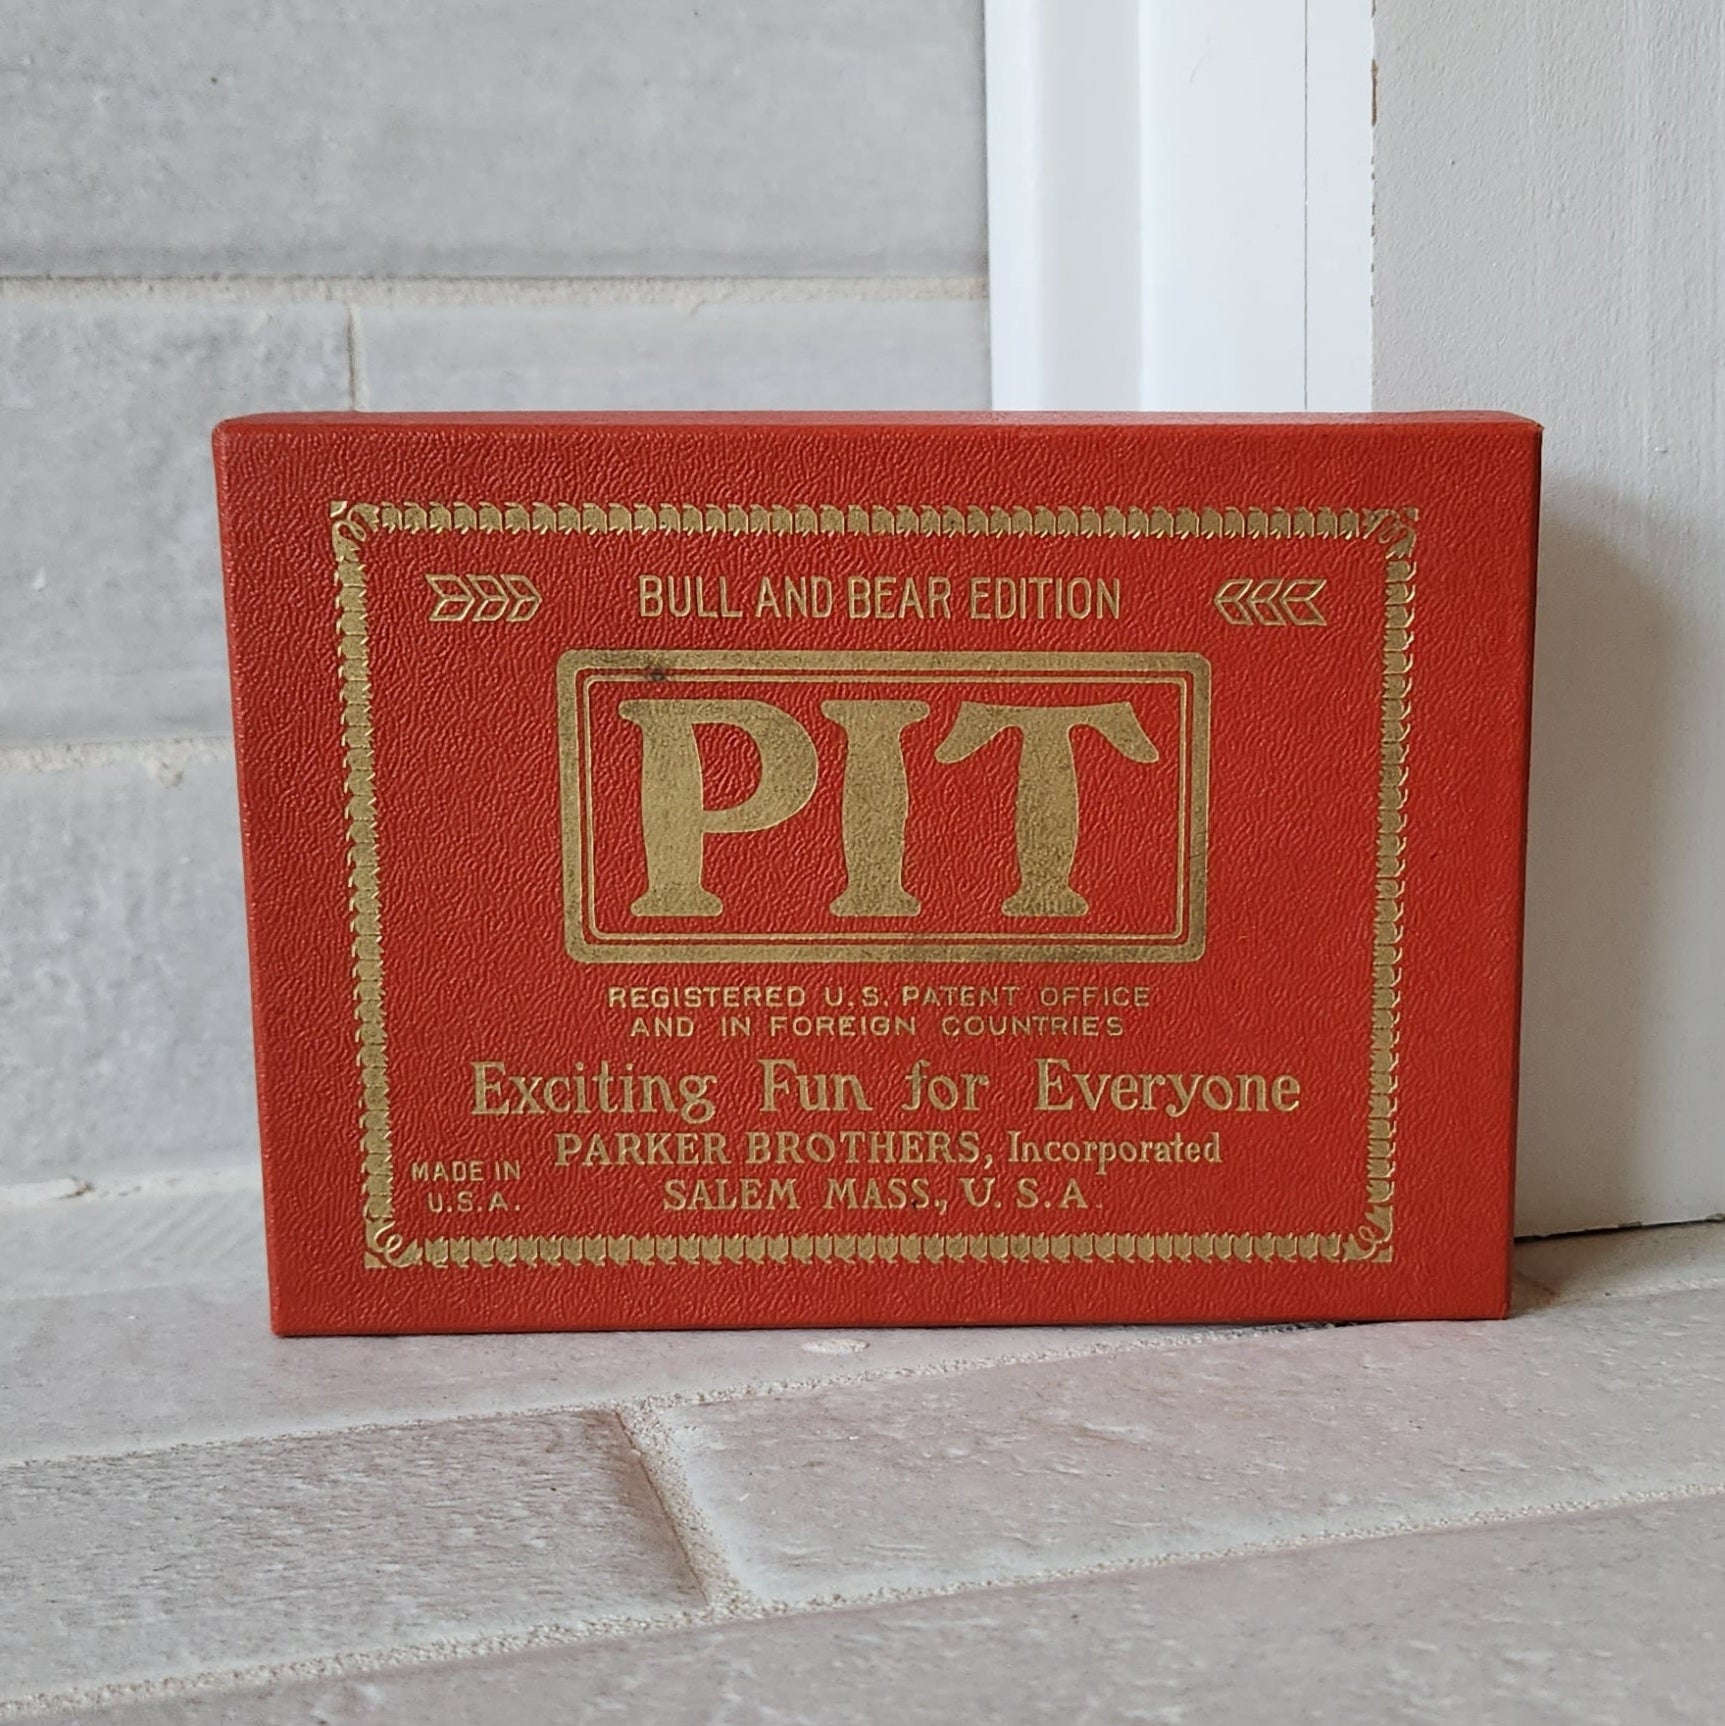 BULL AND BEAR EDITION
PIT
REGISTERED U.S. PATENT OFFICE
AND IN FOREIGN COUNTRIES
Exciting Fun for Everyone
PARKER BROTHERS, Incorporated
SALEM MASS., U.S.A.
MADE IN
U.S.A.